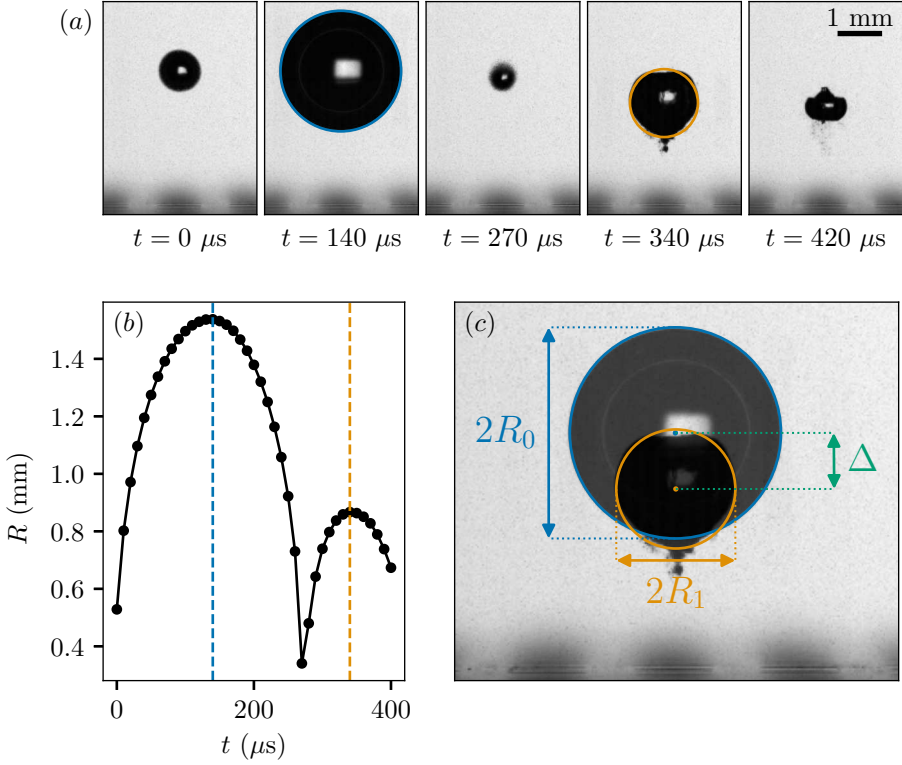 (a)
1 mm
t = 0 μs
t = 140 μs
t = 270 μs
t = 340 μs
t = 420 μs
(b)
R (mm)
1.4
1.2
1.0
0.8
0.6
0.4
0
200
400
t (μs)
(c)
2R₀
Δ
2R₁